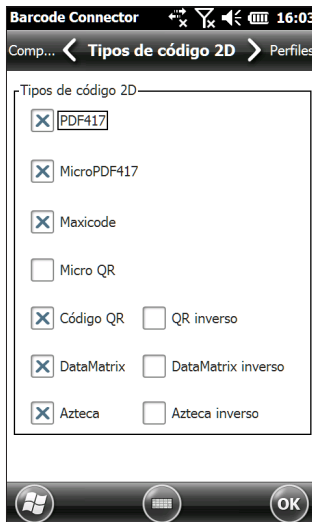 Barcode Connector 16:03
Comp... Tipos de código 2D Perfiles
Tipos de código 2D
PDF417
MicroPDF417
Maxicode
Micro QR
Código QR QR inverso
DataMatrix DataMatrix inverso
Azteca Azteca inverso
OK